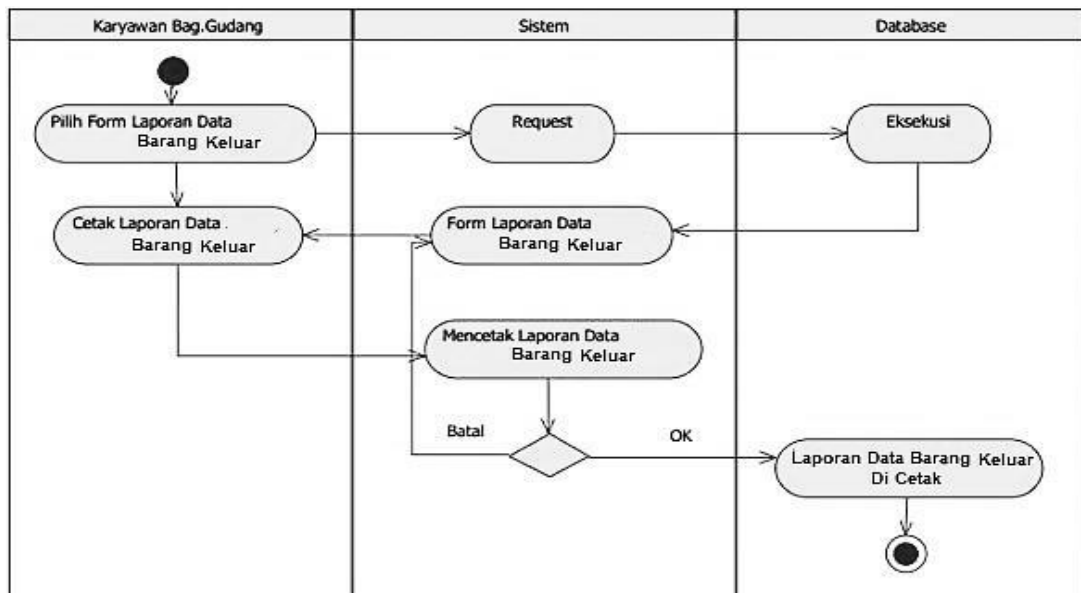 Karyawan Bag.Gudang
Sistem
Database
Pilih Form Laporan Data
Barang Keluar
Request
Eksekusi
Cetak Laporan Data .
Barang Keluar
Form Laporan Data
Barang Keluar
Mencetak Laporan Data
Barang Keluar
Batal
OK
Laporan Data Barang Keluar
Di Cetak